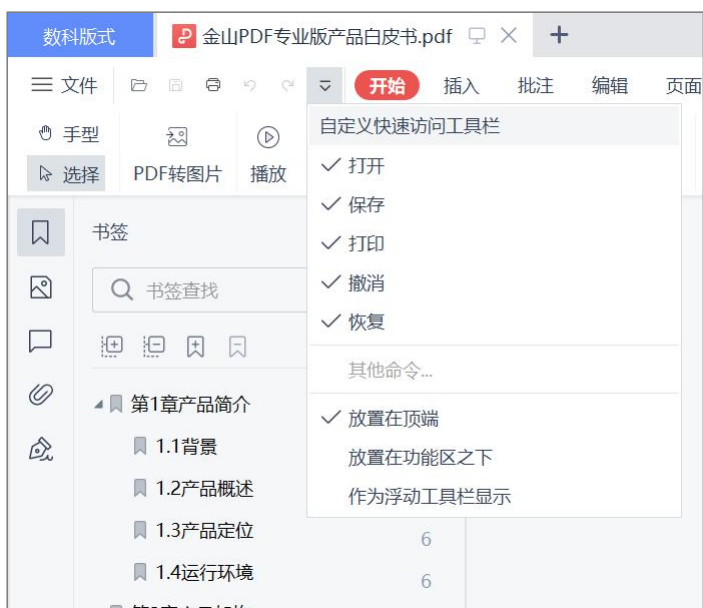 数科版式 金山PDF专业版产品白皮书.pdf
文件 开始 插入 批注 编辑 页面
手型
选择 PDF转图片 播放
自定义快速访问工具栏
打开
保存
打印
撤消
恢复
其他命令...
放置在顶端
放置在功能区之下
作为浮动工具栏显示
书签
书签查找
第1章产品简介
1.1背景
1.2产品概述
1.3产品定位 6
1.4运行环境 6